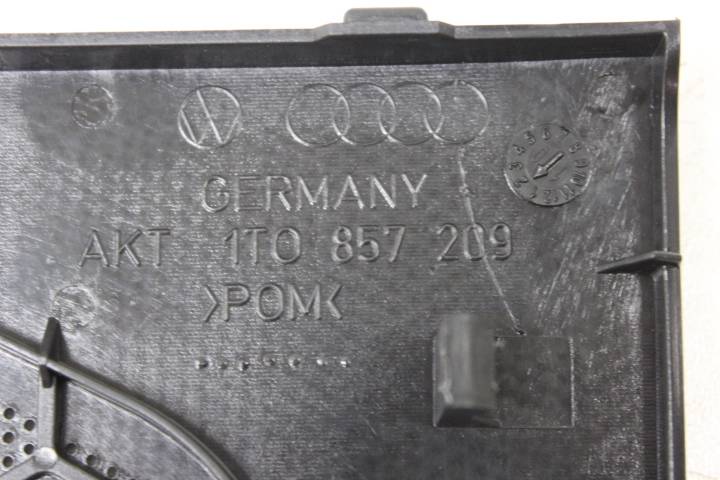 GERMANY
AKT 1T0 857 209
>POM<